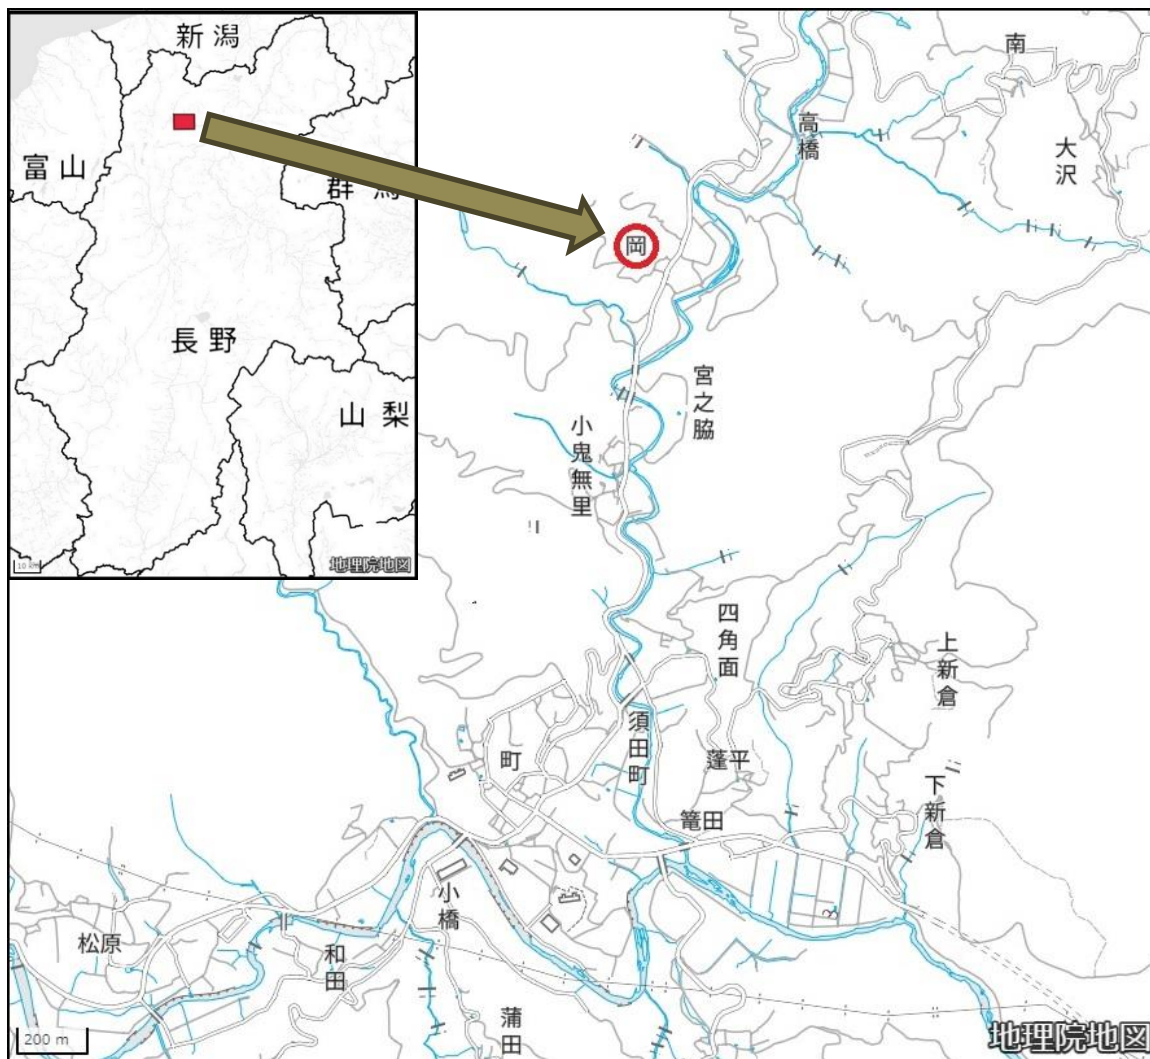 新潟
富山
群馬
長野
山梨
10 km
地理院地図
南
高橋
大沢
岡
宮之脇
小鬼無里
四角面
上新倉
須田町
町
蓬平
下新倉
篭田
小橋
松原
和田
蒲田
200 m
地理院地図